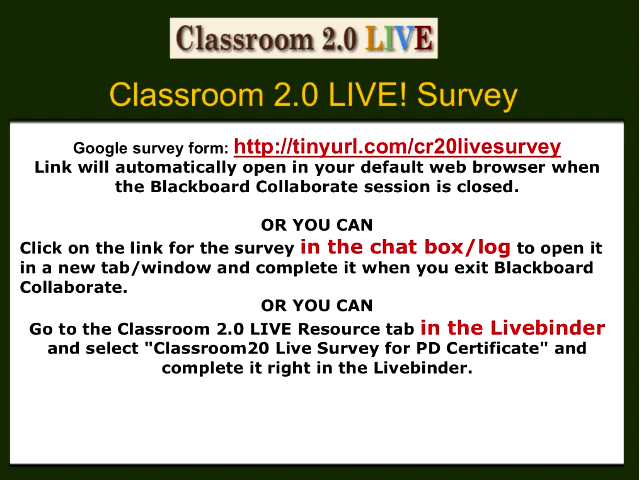 Classroom 2.0 LIVE
Classroom 2.0 LIVE! Survey
Google survey form: http://tinyurl.com/cr20livesurvey
Link will automatically open in your default web browser when
the Blackboard Collaborate session is closed.
OR YOU CAN
Click on the link for the survey in the chat box/log to open it
in a new tab/window and complete it when you exit Blackboard
Collaborate.
OR YOU CAN
Go to the Classroom 2.0 LIVE Resource tab in the Livebinder
and select "Classroom20 Live Survey for PD Certificate" and
complete it right in the Livebinder.